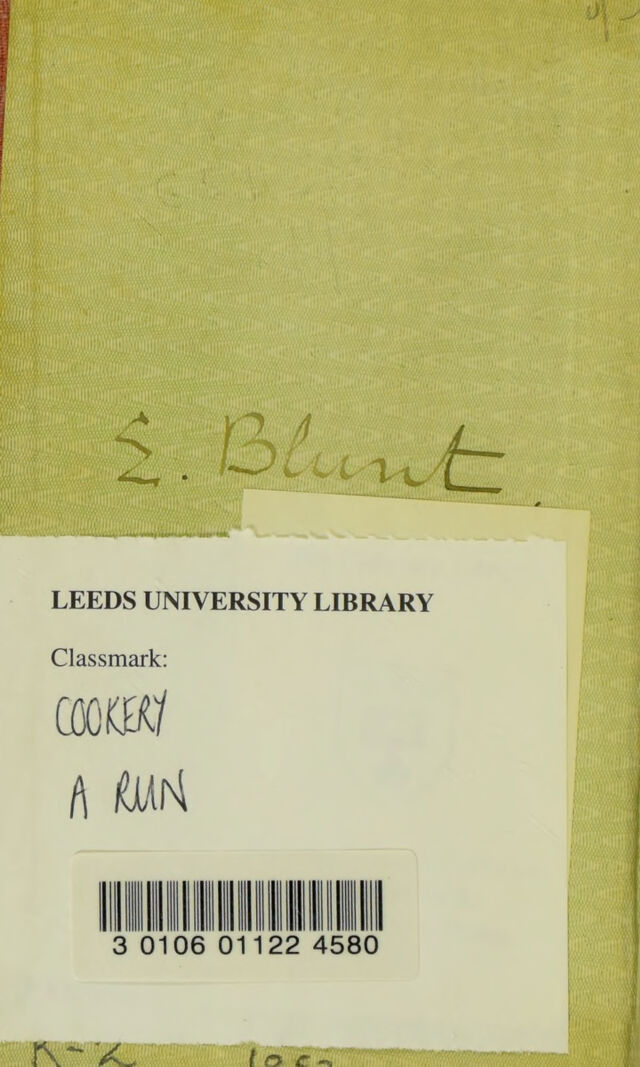 E. Blunt.
LEEDS UNIVERSITY LIBRARY
Classmark:
COOKERY
A RUN
3 0106 01122 4580